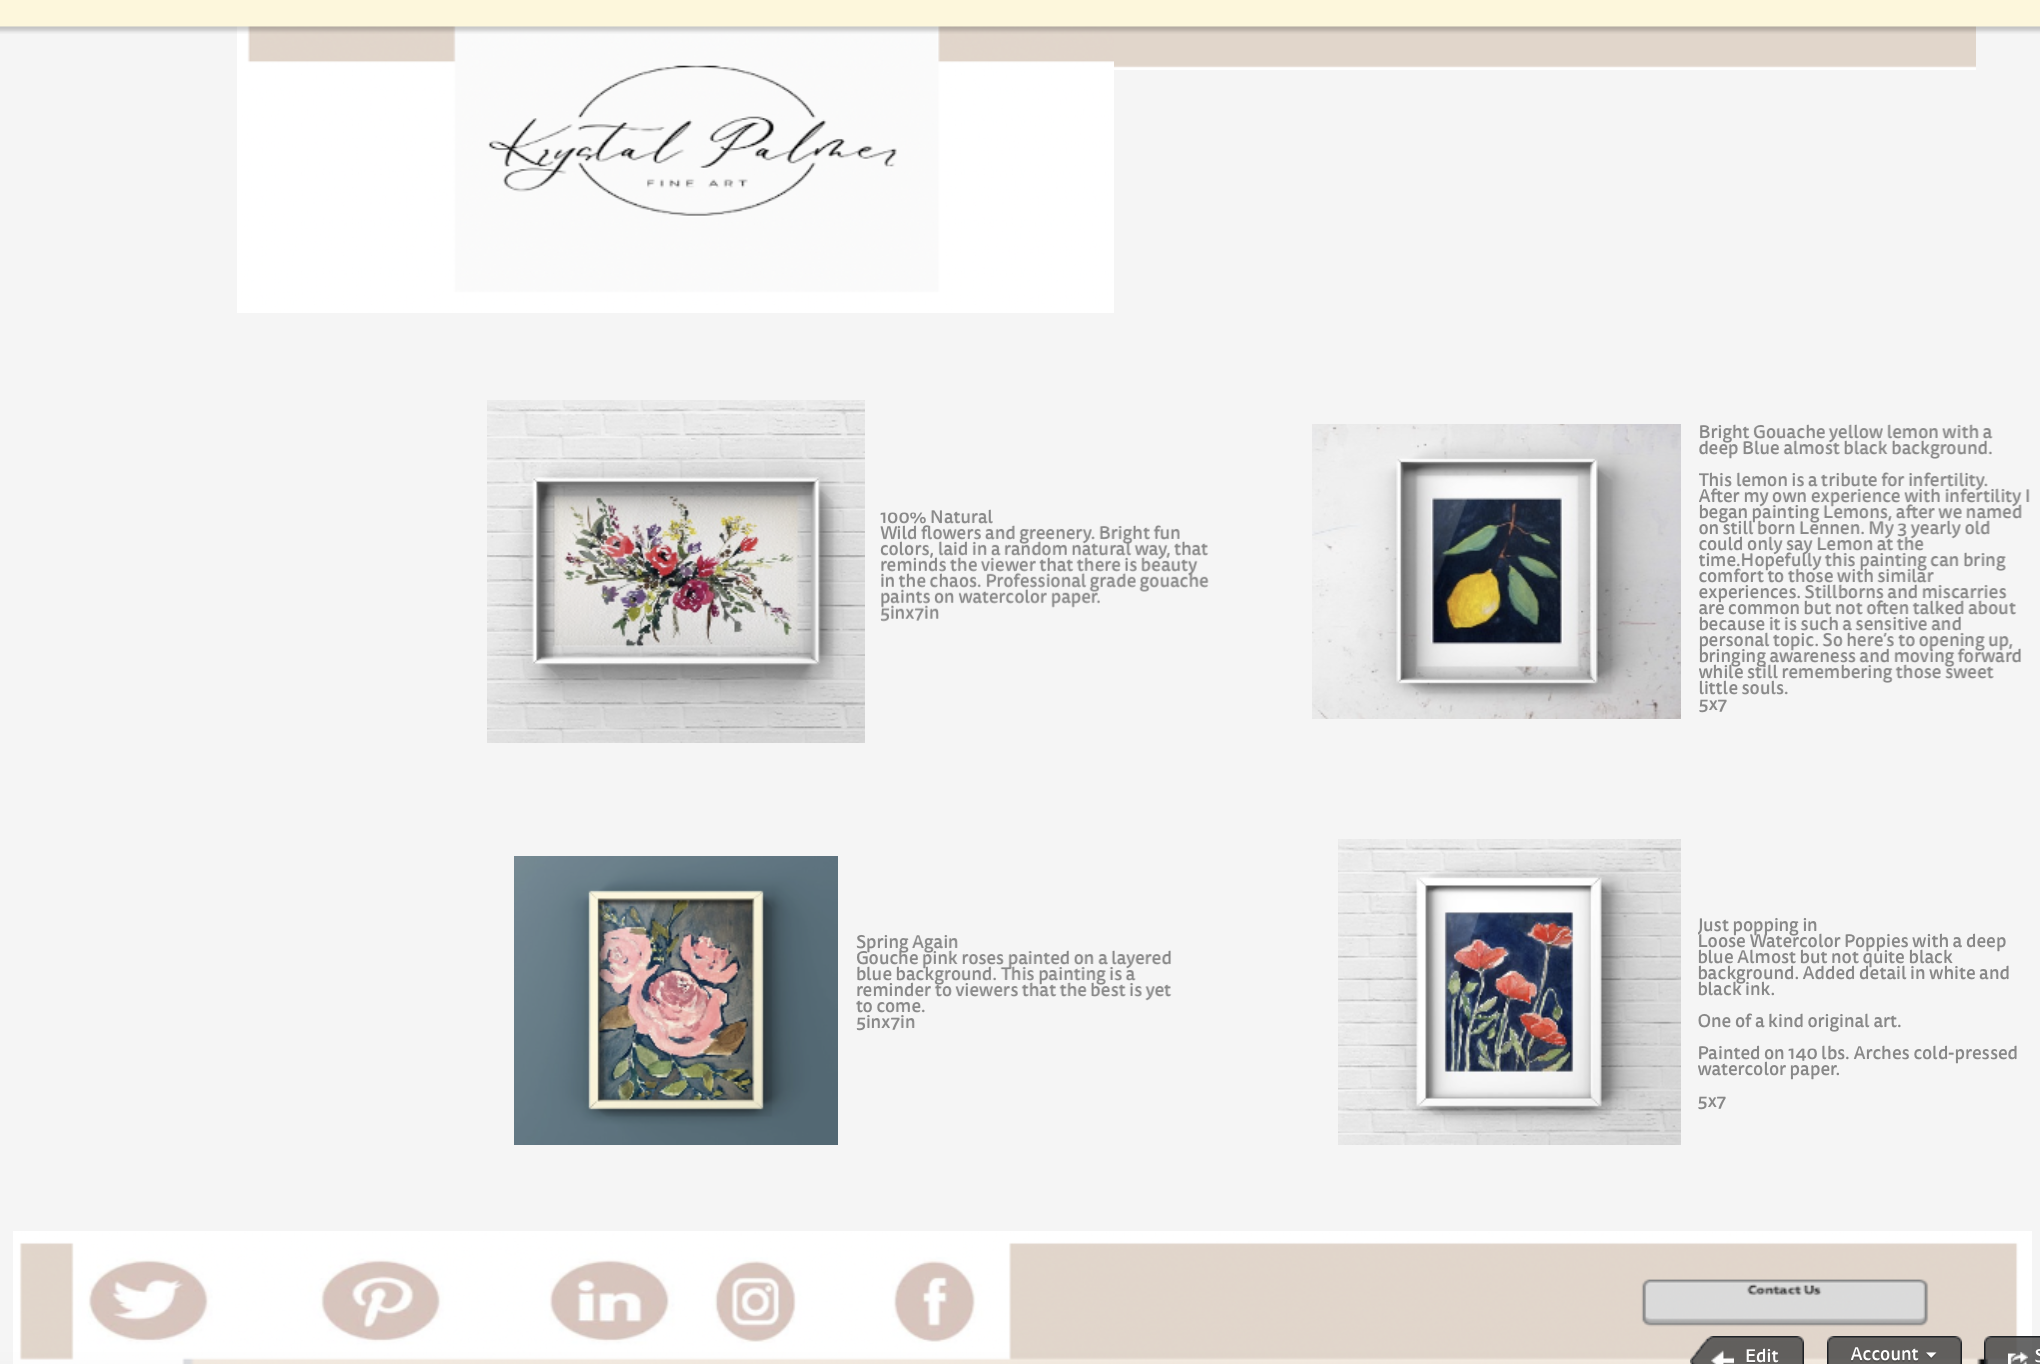 Krystal Palmer
FINE ART
100% Natural
Wild flowers and greenery. Bright fun
colors, laid in a random natural way, that
reminds the viewer that there is beauty
in the chaos. Professional grade gouache
paints on watercolor paper.
5inx7in
Bright Gouache yellow lemon with a
deep Blue almost black background.
This lemon is a tribute for infertility.
After my own experience with infertility I
began painting Lemons, after we named
on still born Lennen. My 3 yearly old
could only say Lemon at the
time.Hopefully this painting can bring
comfort to those with similar
experiences. Stillborns and miscarries
are common but not often talked about
because it is such a sensitive and
personal topic. So here's to opening up,
bringing awareness and moving forward
while still remembering those sweet
little souls.
5x7
Spring Again
Gouche pink roses painted on a layered
blue background. This painting is a
reminder to viewers that the best is yet
to come.
5inx7in
Just popping in
Loose Watercolor Poppies with a deep
blue Almost but not quite black
background. Added detail in white and
black ink.
One of a kind original art.
Painted on 140 lbs. Arches cold-pressed
watercolor paper.
5x7
in
f
Contact Us
Edit
Account